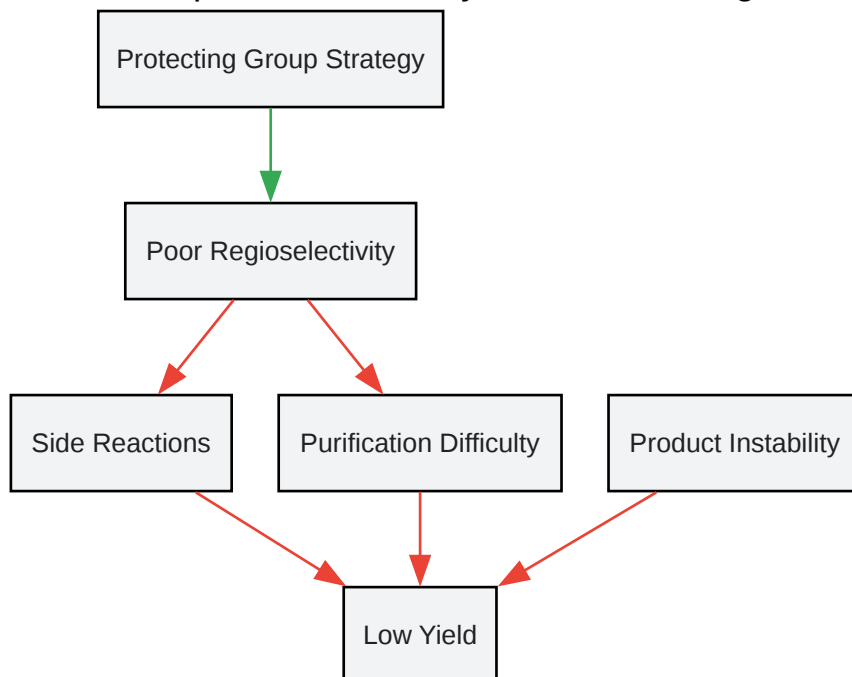 Protecting Group Strategy
Poor Regioselectivity
Side Reactions
Purification Difficulty
Product Instability
Low Yield